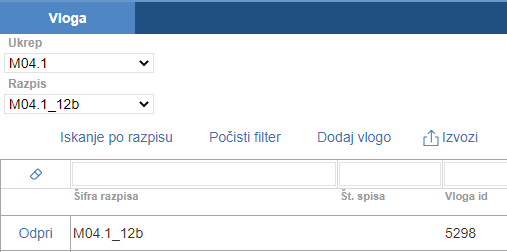 Vloga
Ukrep
M04.1
Razpis
M04.1_12b
Iskanje po razpisu Počisti filter Dodaj vlogo Izvozi
Šifra razpisa Št. spisa Vloga id
Odpri M04.1_12b 5298